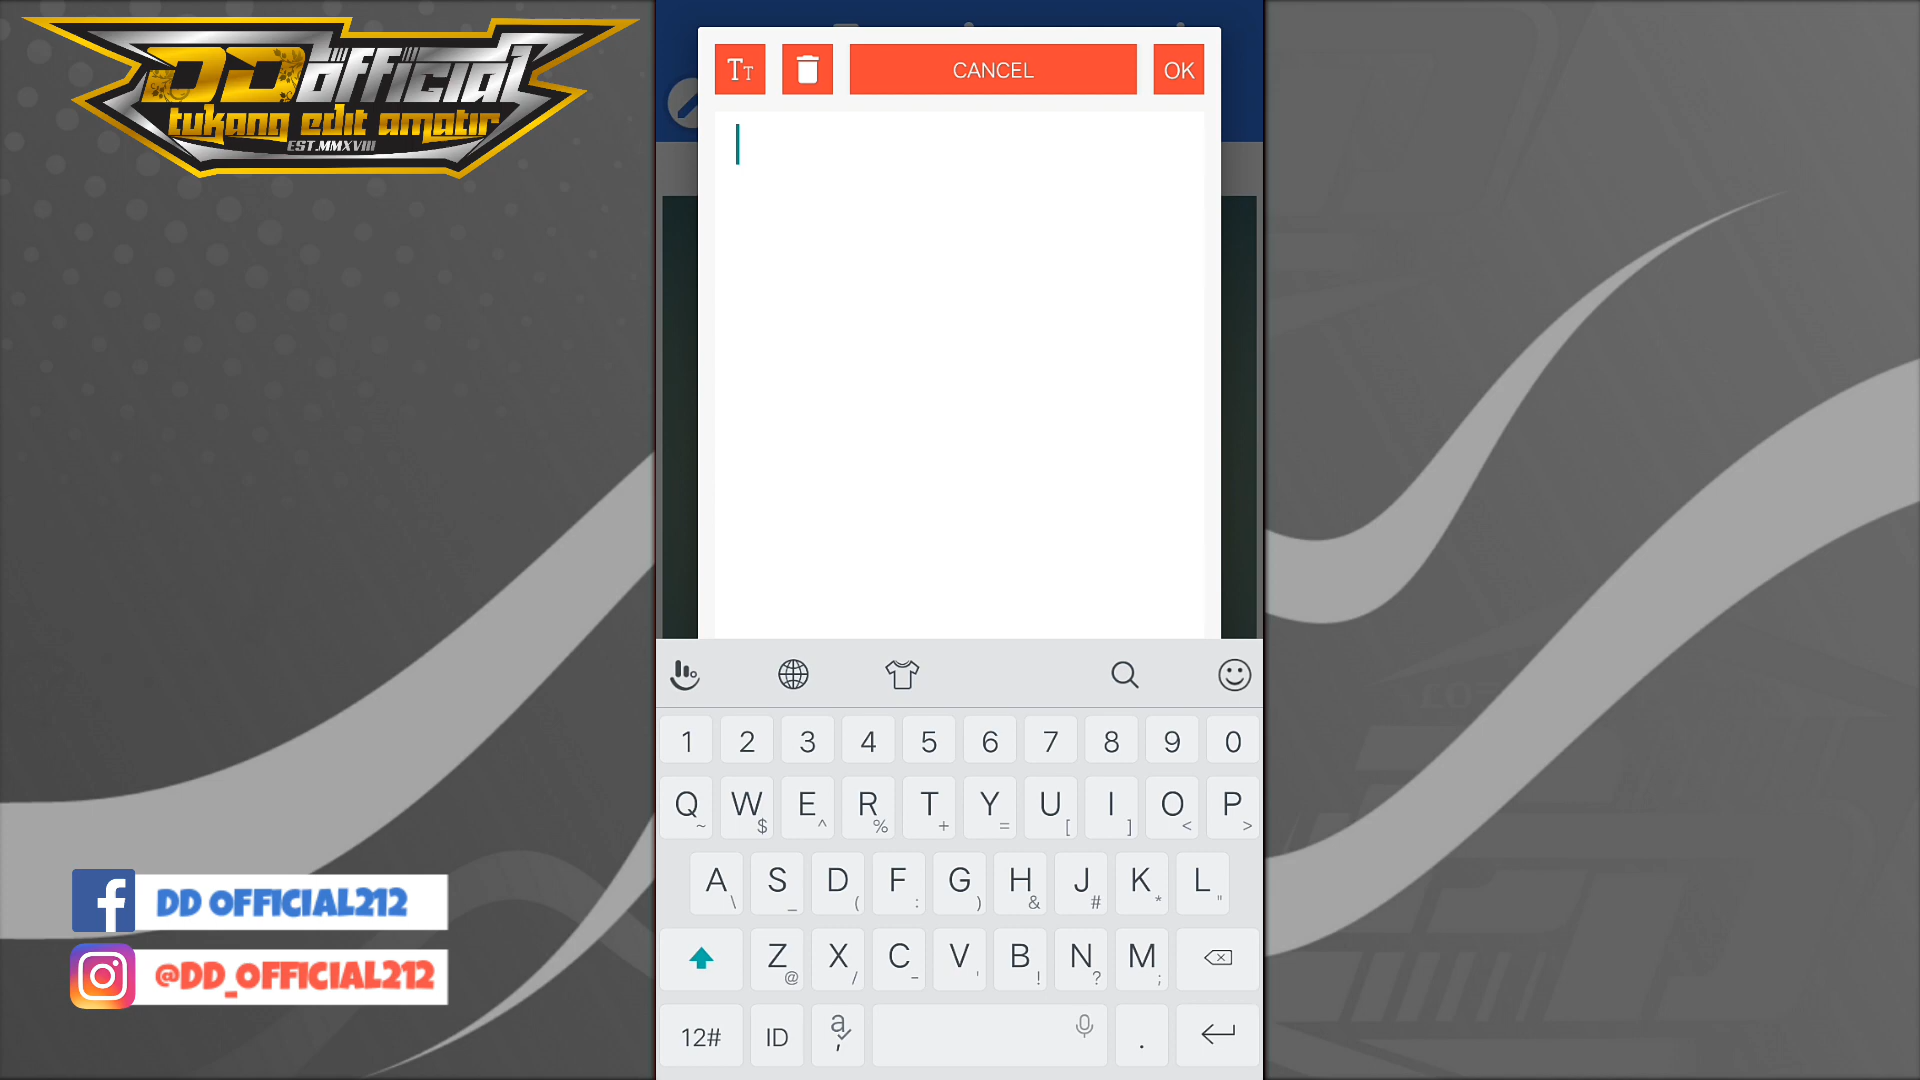 DD official
tukang edit amatir
EST.MMXVIII
TT
CANCEL
OK
1 2 3 4 5 6 7 8 9 0
Q W E R T Y U I O P
~ $ ^ % + = [ ] < >
A S D F G H J K L
\ _ ( : ) & # * "
Z X C V B N M
@ / - ' ! ? ;
12# ID a , .
DD OFFICIAL212
@DD_OFFICIAL212